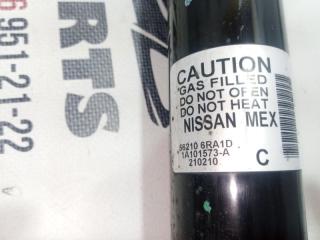 6 951-21-22
RTS
CAUTION
GAS FILLED
DO NOT OPEN
DO NOT HEAT
NISSAN MEX
56210 6RA1D
1A101573-A
210210
C